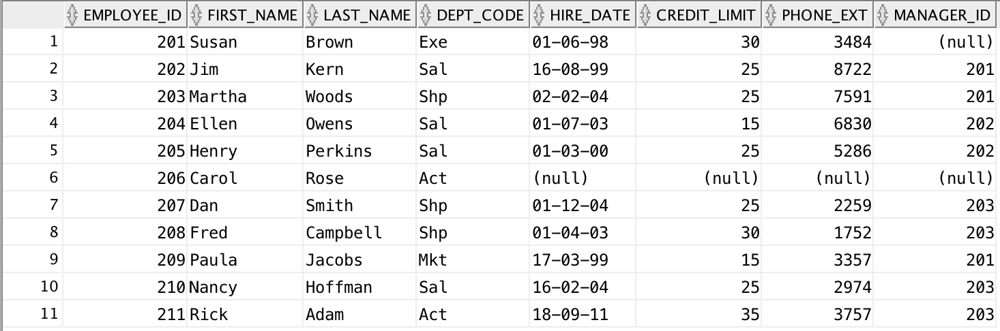 EMPLOYEE_ID FIRST_NAME LAST_NAME DEPT_CODE HIRE_DATE CREDIT_LIMIT PHONE_EXT MANAGER_ID
1 201 Susan Brown Exe 01-06-98 30 3484 (null)
2 202 Jim Kern Sal 16-08-99 25 8722 201
3 203 Martha Woods Shp 02-02-04 25 7591 201
4 204 Ellen Owens Sal 01-07-03 15 6830 202
5 205 Henry Perkins Sal 01-03-00 25 5286 202
6 206 Carol Rose Act (null) (null) (null) (null)
7 207 Dan Smith Shp 01-12-04 25 2259 203
8 208 Fred Campbell Shp 01-04-03 30 1752 203
9 209 Paula Jacobs Mkt 17-03-99 15 3357 201
10 210 Nancy Hoffman Sal 16-02-04 25 2974 203
11 211 Rick Adam Act 18-09-11 35 3757 203